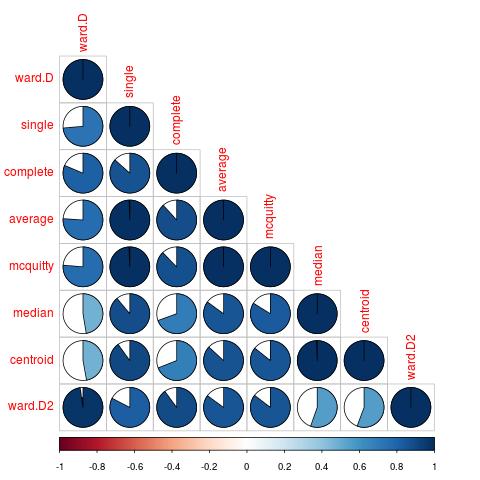 ward.D
single
complete
average
mcquitty
median
centroid
ward.D2
ward.D
single
complete
average
mcquitty
median
centroid
ward.D2
-1 -0.8 -0.6 -0.4 -0.2 0 0.2 0.4 0.6 0.8 1